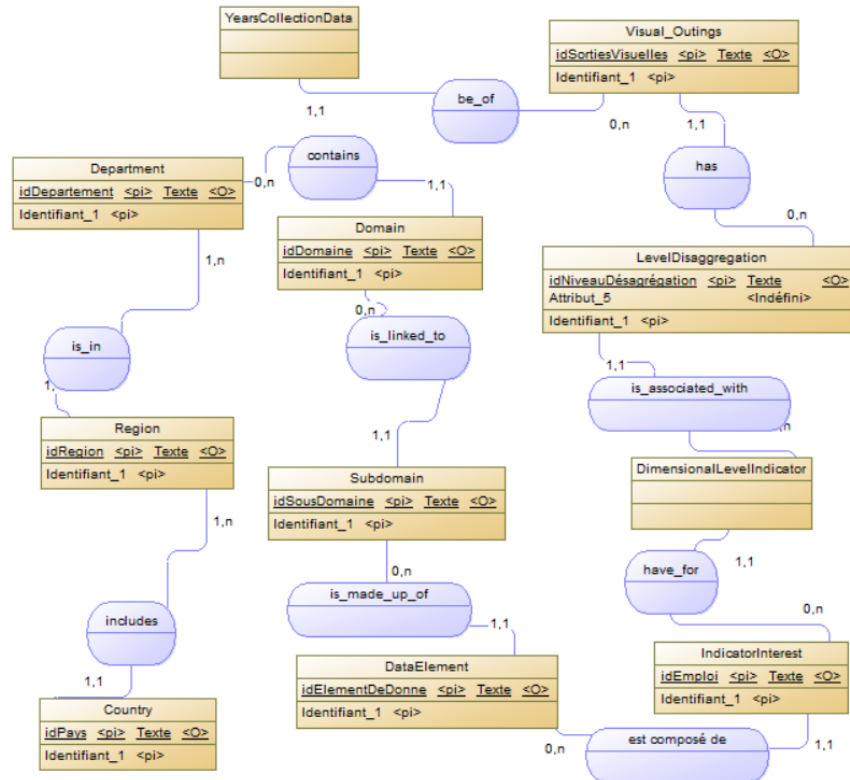 YearsCollectionData
Visual_Outings
idSortiesVisuelles <pi> Texte <O>
Identifiant_1 <pi>
be_of
1,1
0,n
1,1
contains
has
Department
idDepartement <pi> Texte <O>
Identifiant_1 <pi>
0,n
1,1
0,n
Domain
idDomaine <pi> Texte <O>
Identifiant_1 <pi>
LevelDisaggregation
idNiveauDésagrégation <pi> Texte <O>
Attribut_5 <Indéfini>
Identifiant_1 <pi>
1,n
0,n
is_linked_to
is_in
1,1
is_associated_with
1,
Region
idRegion <pi> Texte <O>
Identifiant_1 <pi>
1,1
Subdomain
idSousDomaine <pi> Texte <O>
Identifiant_1 <pi>
DimensionalLevelIndicator
1,n
0,n
1,1
have_for
is_made_up_of
includes
1,1
0,n
1,1
DataElement
idElementDeDonne <pi> Texte <O>
Identifiant_1 <pi>
IndicatorInterest
idEmploi <pi> Texte <O>
Identifiant_1 <pi>
Country
idPays <pi> Texte <O>
Identifiant_1 <pi>
0,n
est composé de
1,1